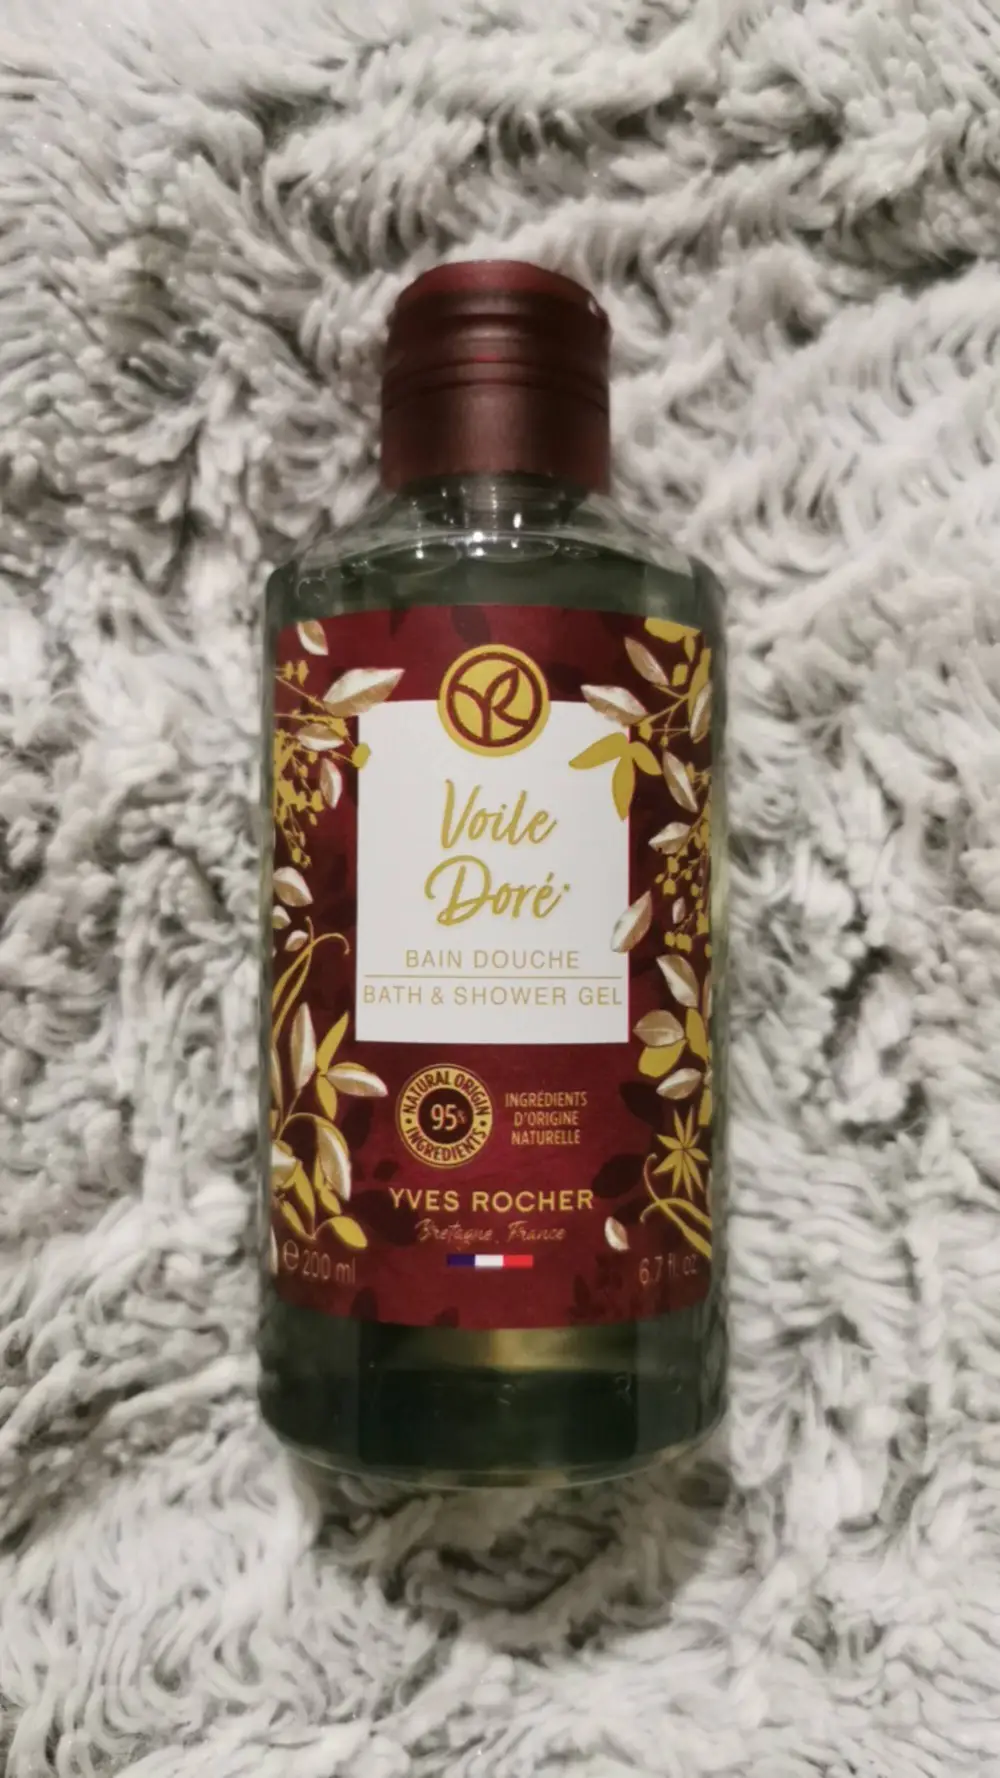 YR
Voile
Doré*
BAIN DOUCHE
BATH & SHOWER GEL
NATURAL ORIGIN
95%
INGREDIENTS
INGRÉDIENTS
D'ORIGINE
NATURELLE
YVES ROCHER
Bretagne, France
e 200 ml
6.7 fl. oz